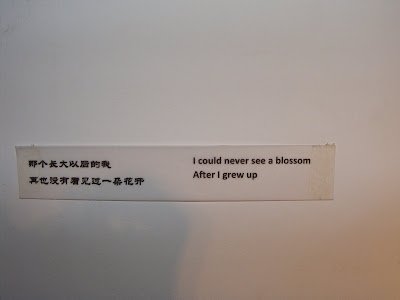 那个长大以后的我
再也没有看见过一朵花开
I could never see a blossom
After I grew up